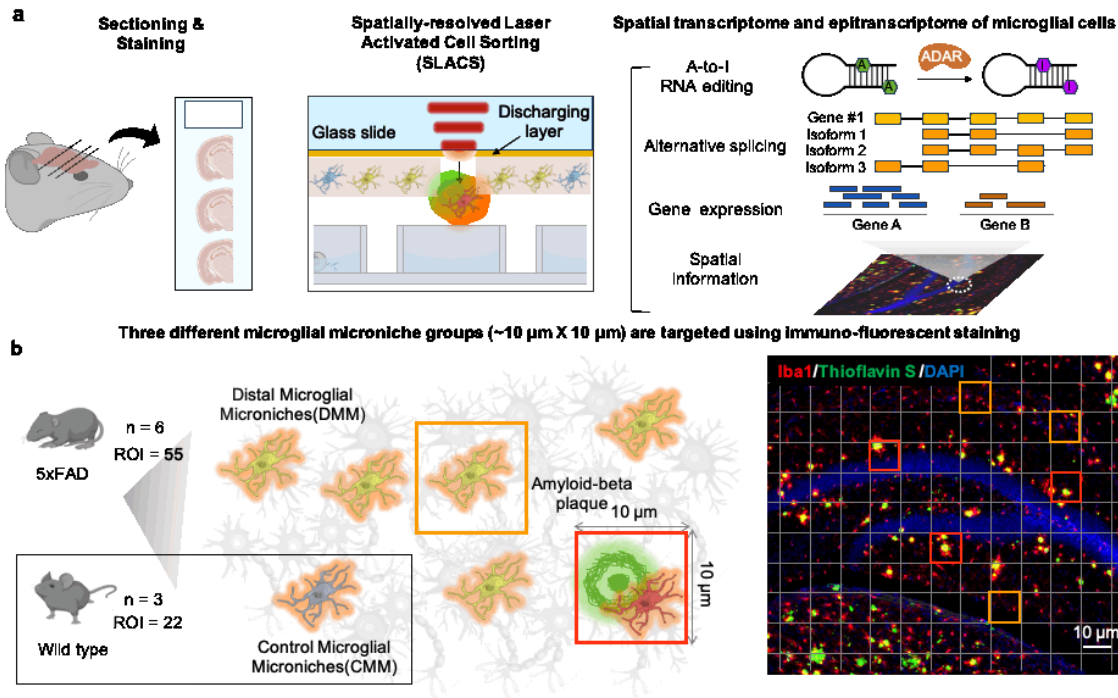 a
Sectioning &
Staining
Spatially-resolved Laser
Activated Cell Sorting
(SLACS)
Glass slide
Discharging
layer
Spatial transcriptome and epitranscriptome of microglial cells
A-to-I
RNA editing
A
A
ADAR
I
I
Alternative splicing
Gene #1
Isoform 1
Isoform 2
Isoform 3
Gene expression
Gene A
Gene B
Spatial
Information
Three different microglial microniche groups (~10 µm X 10 µm) are targeted using immuno-fluorescent staining
b
5xFAD
n = 6
ROI = 55
Wild type
n = 3
ROI = 22
Distal Microglial
Microniches(DMM)
Control Microglial
Microniches(CMM)
Amyloid-beta
plaque
10 µm
10 µm
Iba1/Thioflavin S/DAPI
10 µm